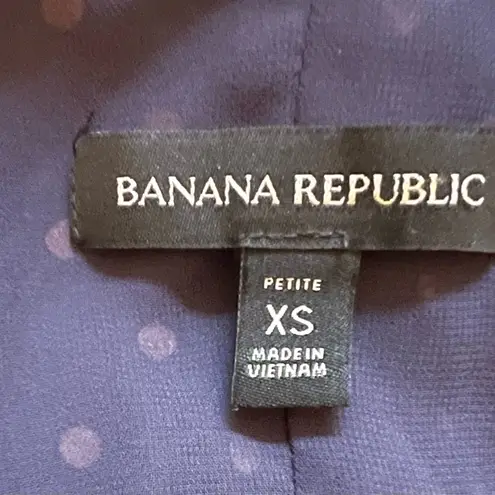 BANANA REPUBLIC
PETITE
XS
MADE IN
VIETNAM